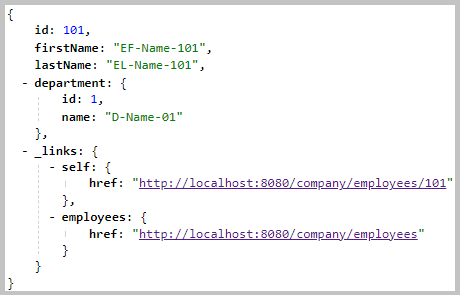 {
id: 101,
firstName: "EF-Name-101",
lastName: "EL-Name-101",
- department: {
id: 1,
name: "D-Name-01"
},
- _links: {
- self: {
href: "http://localhost:8080/company/employees/101"
},
- employees: {
href: "http://localhost:8080/company/employees"
}
}
}